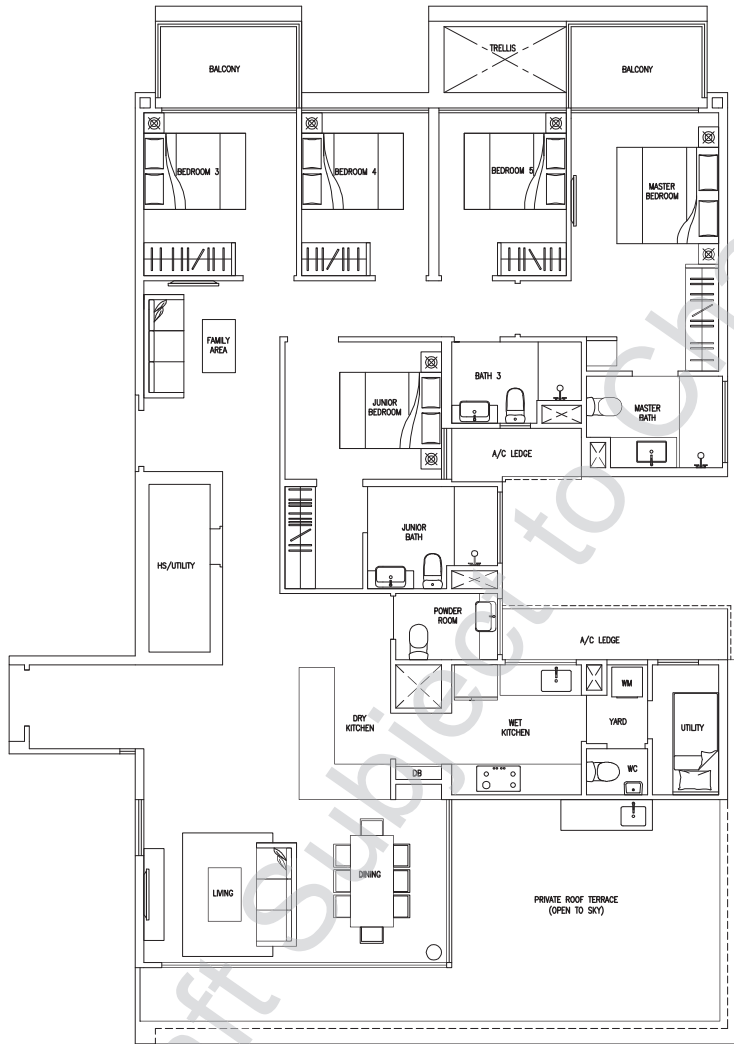 TRELLIS
BALCONY
BALCONY
BEDROOM 3
BEDROOM 4
BEDROOM 5
MASTER
BEDROOM
FAMILY
AREA
BATH 3
JUNIOR
BEDROOM
MASTER
BATH
A/C LEDGE
JUNIOR
BATH
HS/UTILITY
POWDER
ROOM
A/C LEDGE
WM
DRY
KITCHEN
WET
KITCHEN
YARD
UTILITY
DB
WC
LIVING
DINING
PRIVATE ROOF TERRACE
(OPEN TO SKY)
Subject to